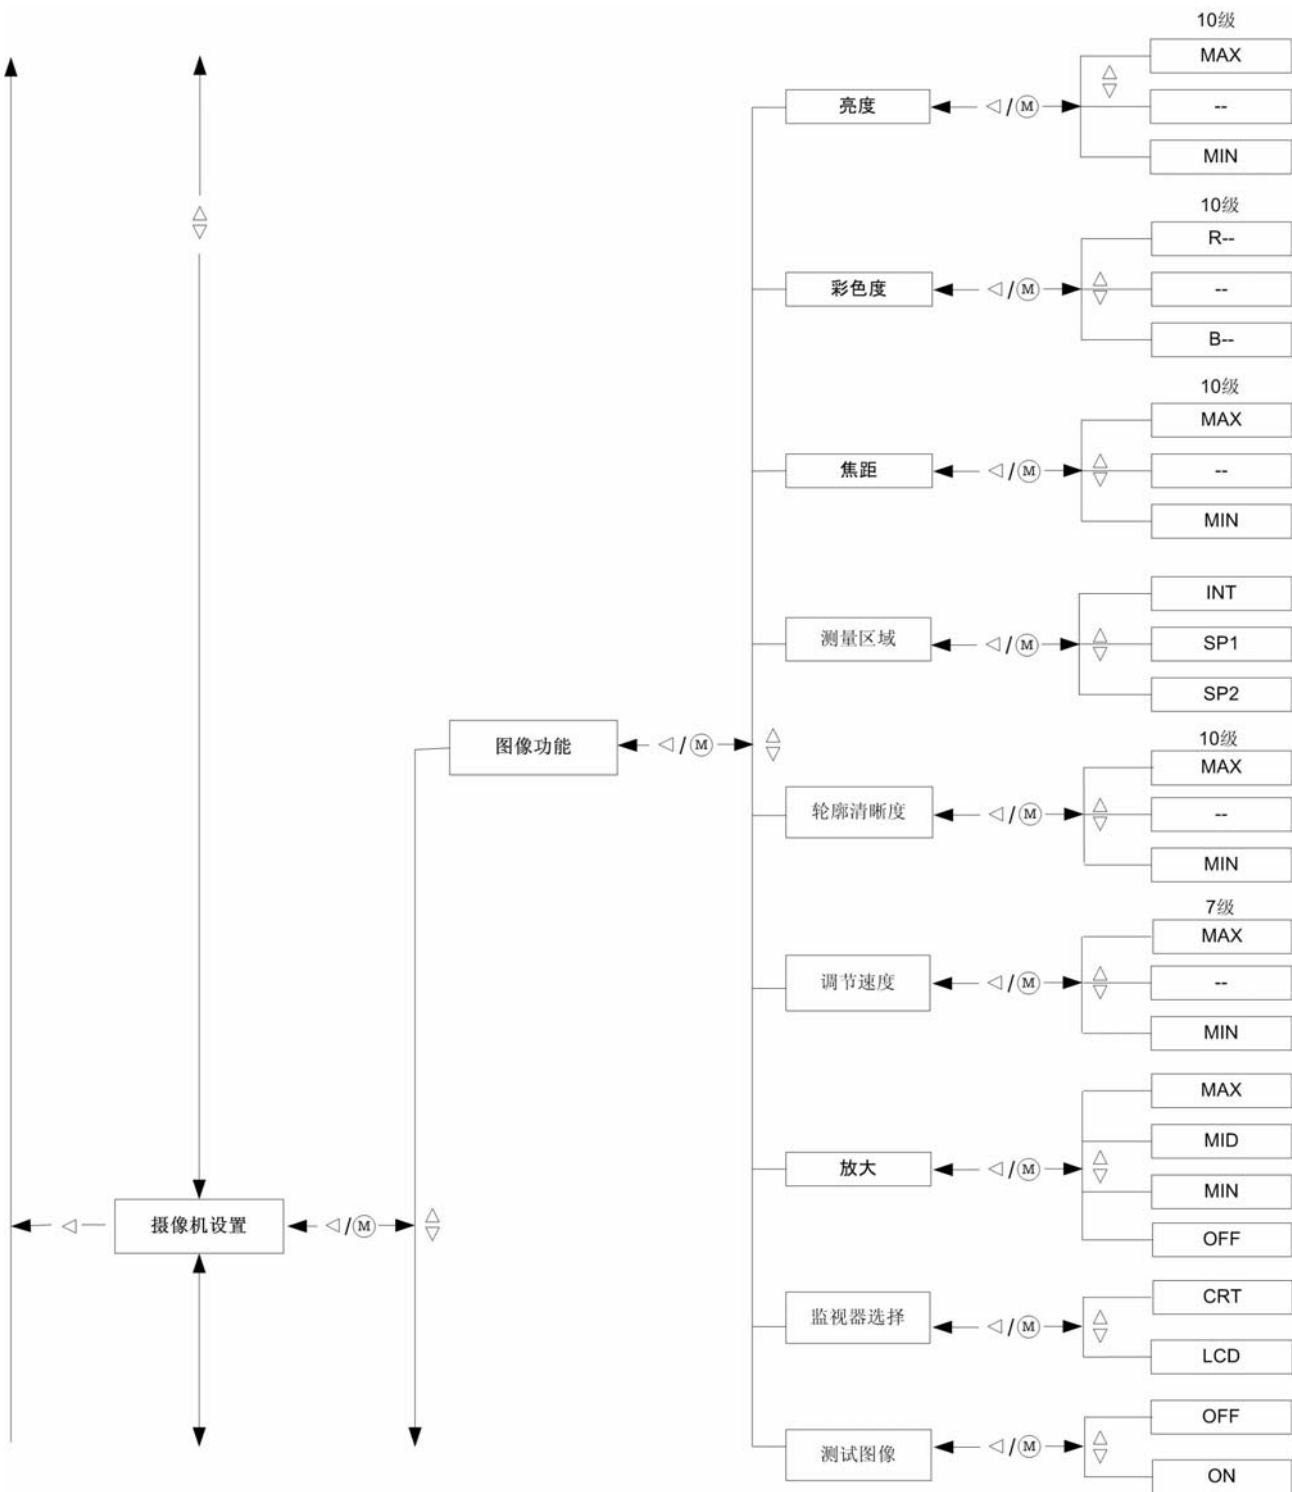 10级
MAX
亮度
/ M
--
MIN
10级
R--
彩色度
/ M
--
B--
10级
MAX
焦距
/ M
--
MIN
INT
测量区域
/ M
SP1
SP2
图像功能
/ M
10级
MAX
轮廓清晰度
/ M
--
MIN
7级
MAX
调节速度
/ M
--
MIN
MAX
MID
放大
/ M
MIN
OFF
摄像机设置
/ M
CRT
监视器选择
/ M
LCD
OFF
测试图像
/ M
ON